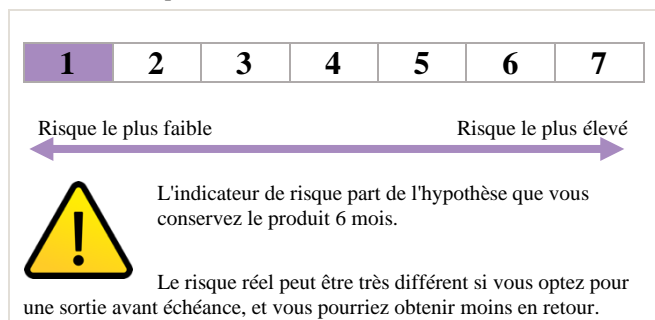 1 2 3 4 5 6 7
Risque le plus faible Risque le plus élevé
L'indicateur de risque part de l'hypothèse que vous
conservez le produit 6 mois.
Le risque réel peut être très différent si vous optez pour
une sortie avant échéance, et vous pourriez obtenir moins en retour.